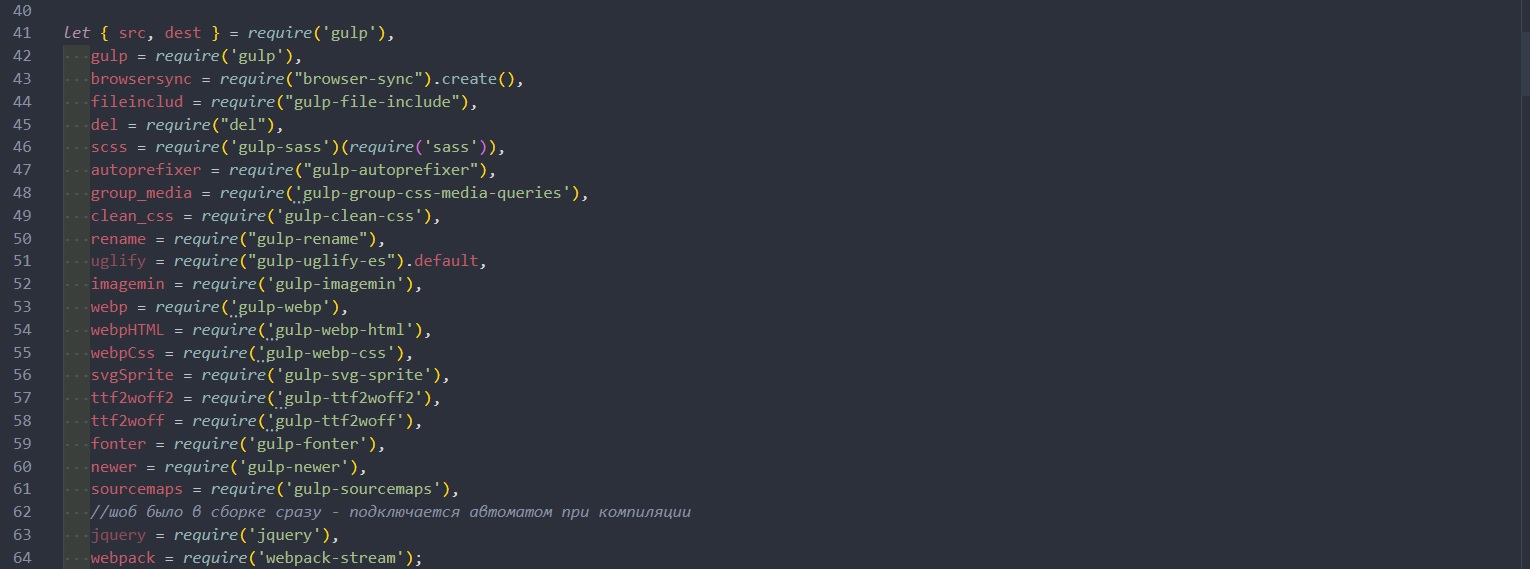 40
41 let { src, dest } = require('gulp'),
42 gulp = require('gulp'),
43 browsersync = require("browser-sync").create(),
44 fileinclud = require("gulp-file-include"),
45 del = require("del"),
46 scss = require('gulp-sass')(require('sass')),
47 autoprefixer = require("gulp-autoprefixer"),
48 group_media = require('gulp-group-css-media-queries'),
49 clean_css = require('gulp-clean-css'),
50 rename = require("gulp-rename"),
51 uglify = require("gulp-uglify-es").default,
52 imagemin = require('gulp-imagemin'),
53 webp = require('gulp-webp'),
54 webpHTML = require('gulp-webp-html'),
55 webpCss = require('gulp-webp-css'),
56 svgSprite = require('gulp-svg-sprite'),
57 ttf2woff2 = require('gulp-ttf2woff2'),
58 ttf2woff = require('gulp-ttf2woff'),
59 fonter = require('gulp-fonter'),
60 newer = require('gulp-newer'),
61 sourcemaps = require('gulp-sourcemaps'),
62 //шоб было в сборке сразу - подключается автоматом при компиляции
63 jquery = require('jquery'),
64 webpack = require('webpack-stream');